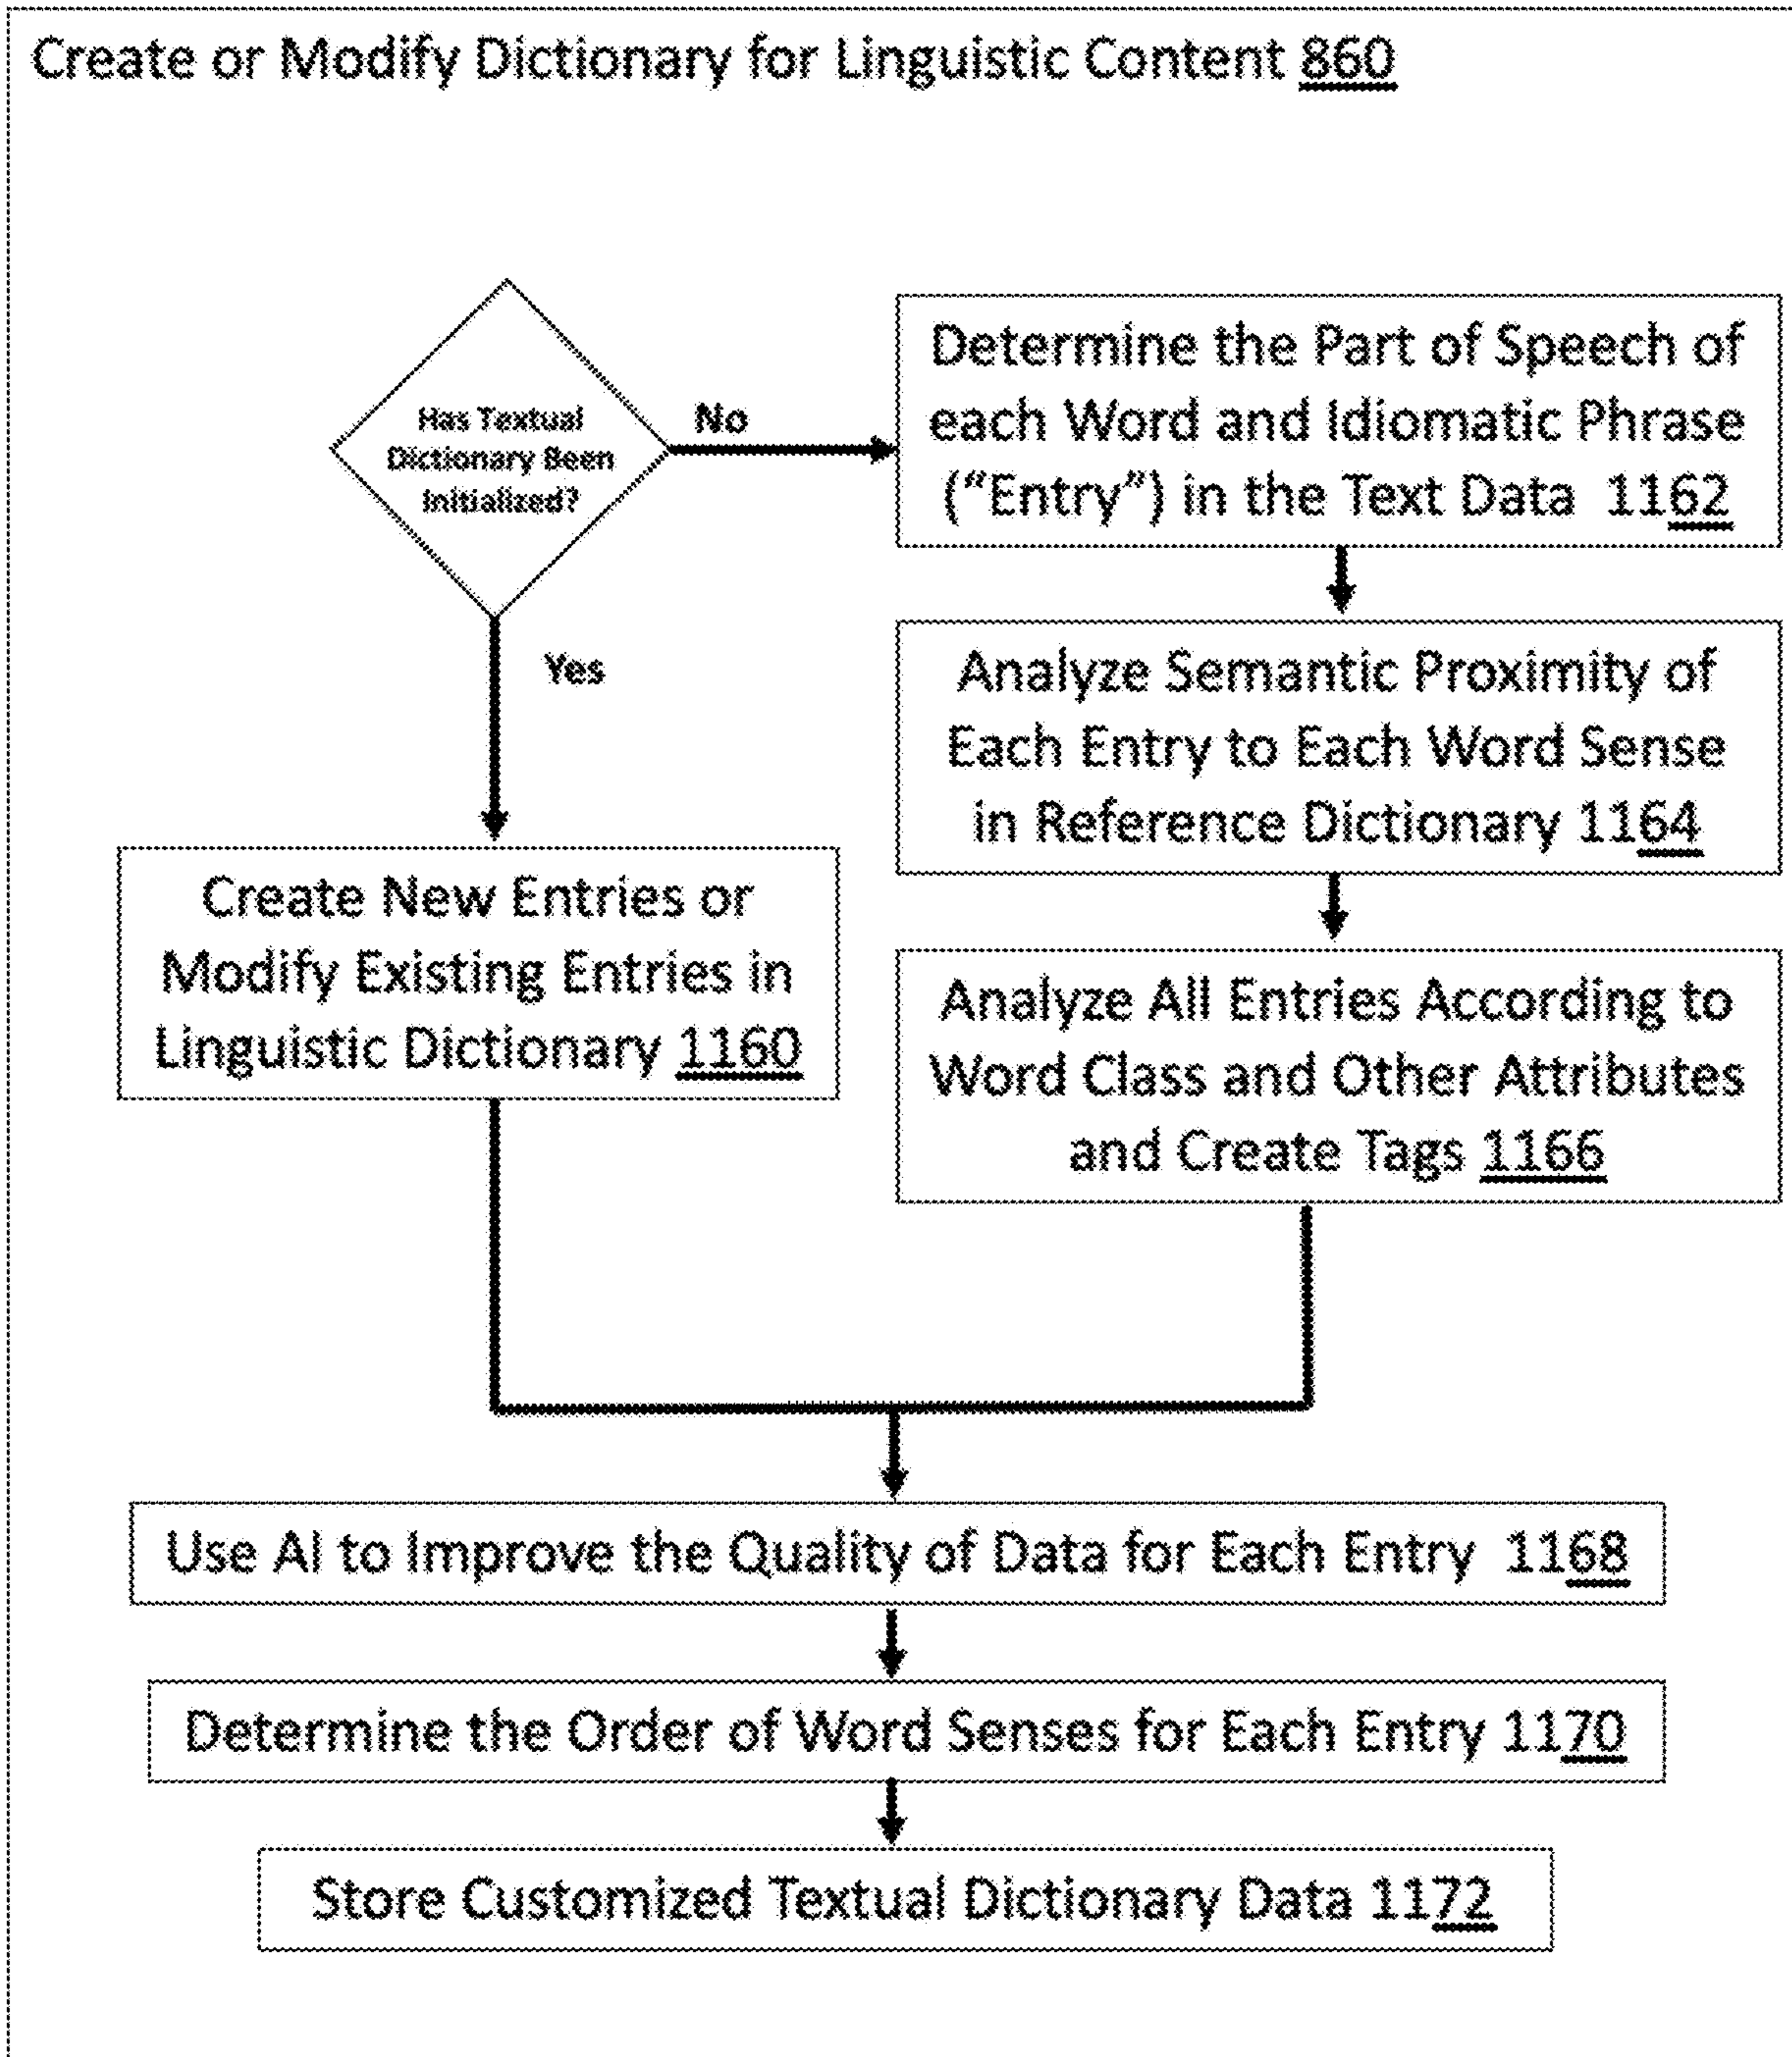 Create or Modify Dictionary for Linguistic Content 860
Has Textual
Dictionary Been
Initialized?
No
Yes
Determine the Part of Speech of
each Word and Idiomatic Phrase
(“Entry”) in the Text Data 1162
Analyze Semantic Proximity of
Each Entry to Each Word Sense
in Reference Dictionary 1164
Analyze All Entries According to
Word Class and Other Attributes
and Create Tags 1166
Create New Entries or
Modify Existing Entries in
Linguistic Dictionary 1160
Use AI to Improve the Quality of Data for Each Entry 1168
Determine the Order of Word Senses for Each Entry 1170
Store Customized Textual Dictionary Data 1172